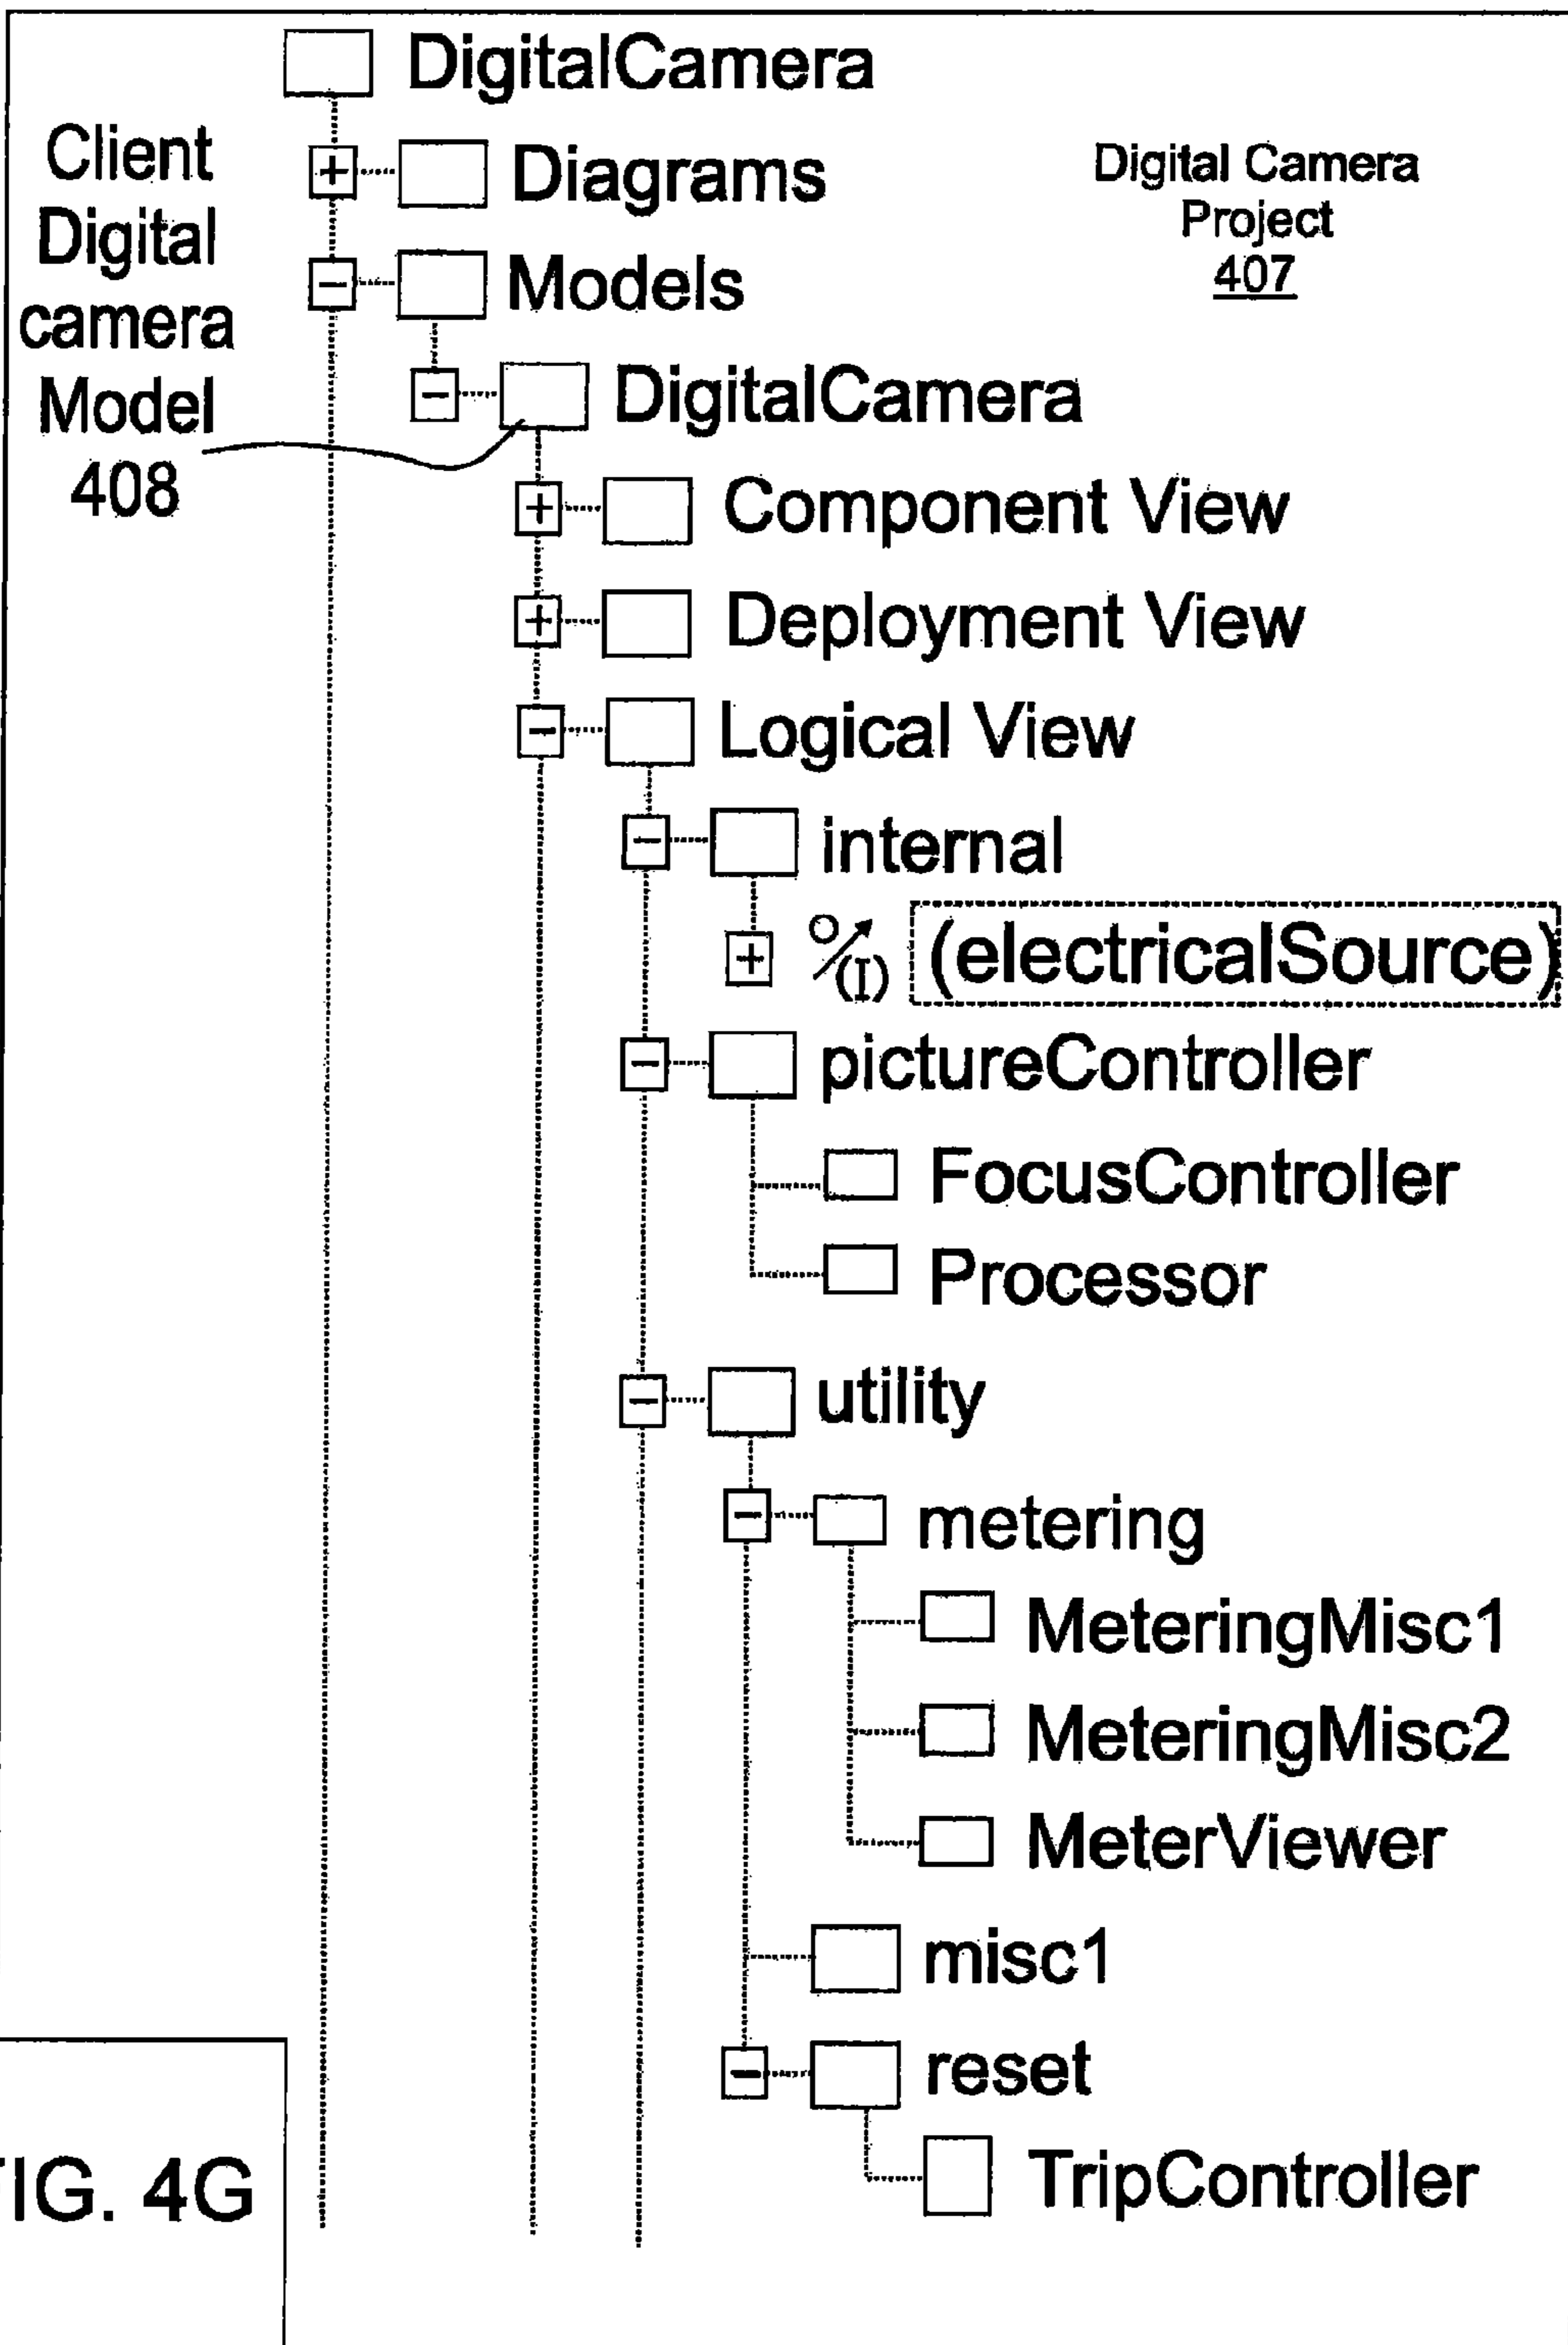 DigitalCamera
Client
Digital
camera
Model
408
Digital Camera
Project
407
+ Diagrams
- Models
- DigitalCamera
+ Component View
+ Deployment View
- Logical View
- internal
+ (I) (electricalSource)
- pictureController
FocusController
Processor
- utility
- metering
MeteringMisc1
MeteringMisc2
MeterViewer
misc1
- reset
TripController
IG. 4G